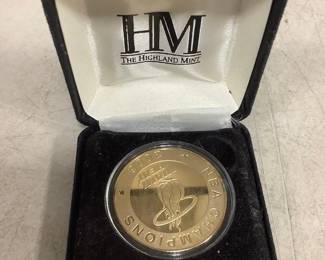 HM
THE HIGHLAND MINT
NBA CHAMPIONS